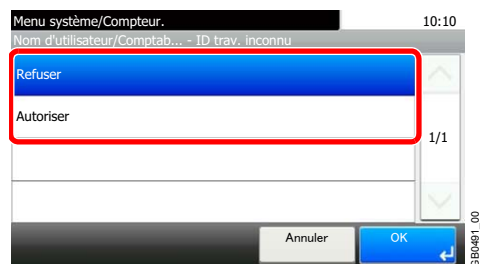 Menu système/Compteur.
10:10
Nom d'utilisateur/Comptab... - ID trav. inconnu
Refuser
Autoriser
1/1
Annuler
OK
GB0491_00